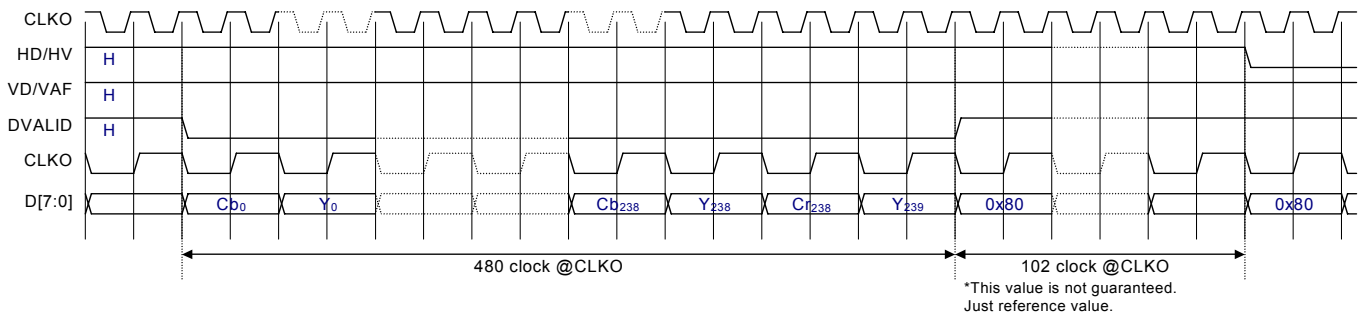 CLKO
HD/HV H
VD/VAF H
DVALID H
CLKO
D[7:0] Cb₀ Y₀ Cb₂₃₈ Y₂₃₈ Cr₂₃₈ Y₂₃₉ 0x80 0x80
480 clock @CLKO 102 clock @CLKO
*This value is not guaranteed.
Just reference value.